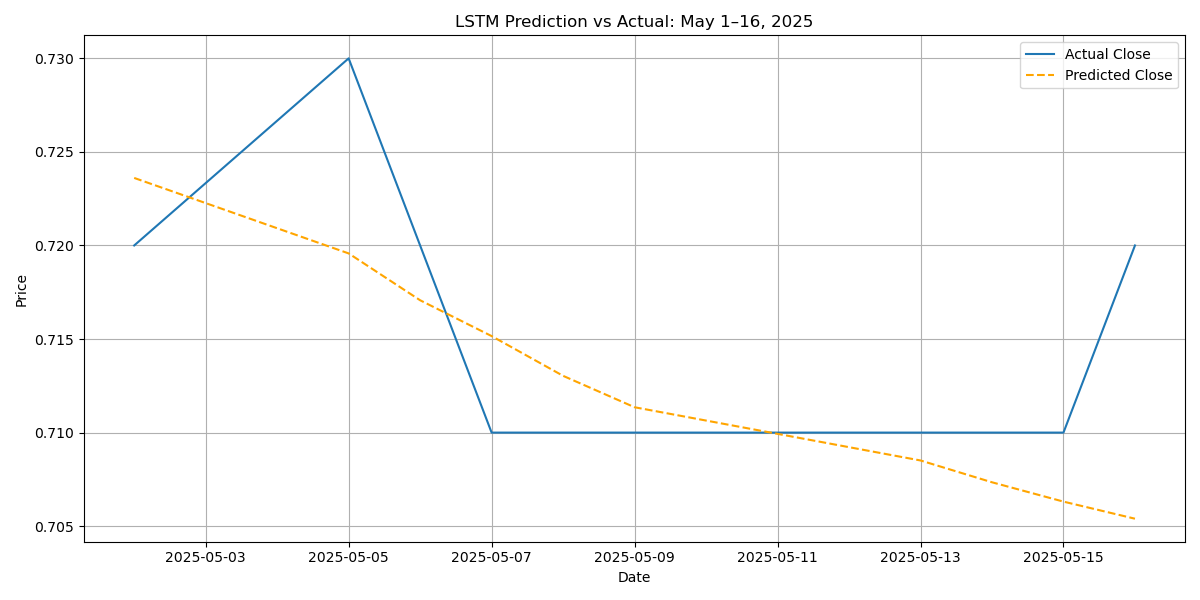 LSTM Prediction vs Actual: May 1–16, 2025
Actual Close
Predicted Close
0.730
0.725
0.720
0.715
0.710
0.705
Price
2025-05-03 2025-05-05 2025-05-07 2025-05-09 2025-05-11 2025-05-13 2025-05-15
Date